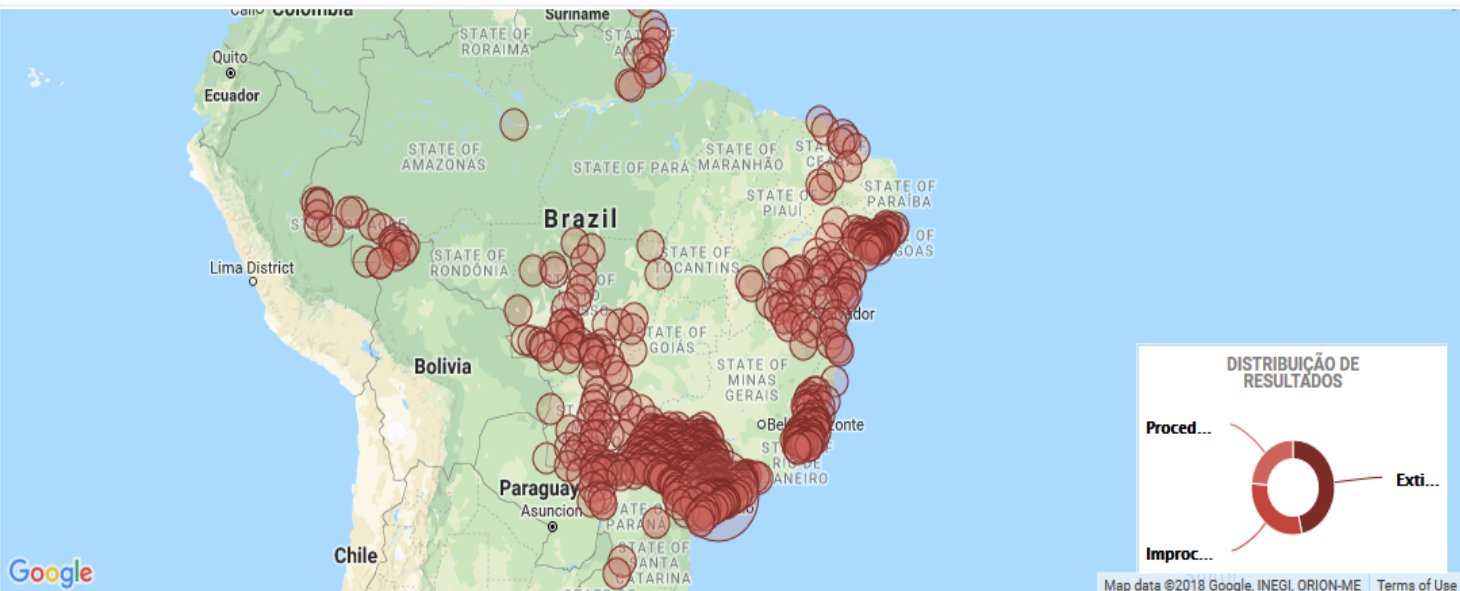 Colombia
Suriname
STATE OF
RORAIMA
Quito
Ecuador
STATE OF
AMAZONAS
STATE OF PARÁ
STATE OF
MARANHÃO
STATE OF
PIAUÍ
STATE OF
PARAÍBA
Brazil
STATE OF
RONDÔNIA
STATE OF
TOCANTINS
Lima District
STATE OF
GOIÁS
Bolivia
STATE OF
MINAS
GERAIS
Paraguay
Asuncion
PARANÁ
STATE OF
SANTA
CATARINA
Chile
DISTRIBUIÇÃO DE
RESULTADOS
Proced...
Exti...
Improc...
Google
Map data ©2018 Google, INEGI, ORION-ME
Terms of Use